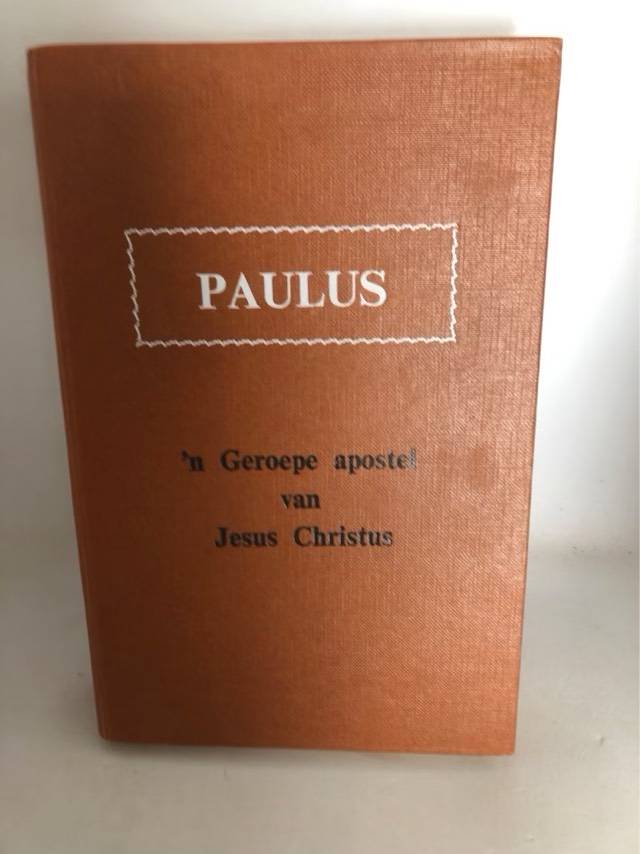 PAULUS
'n Geroepe apostel
van
Jesus Christus